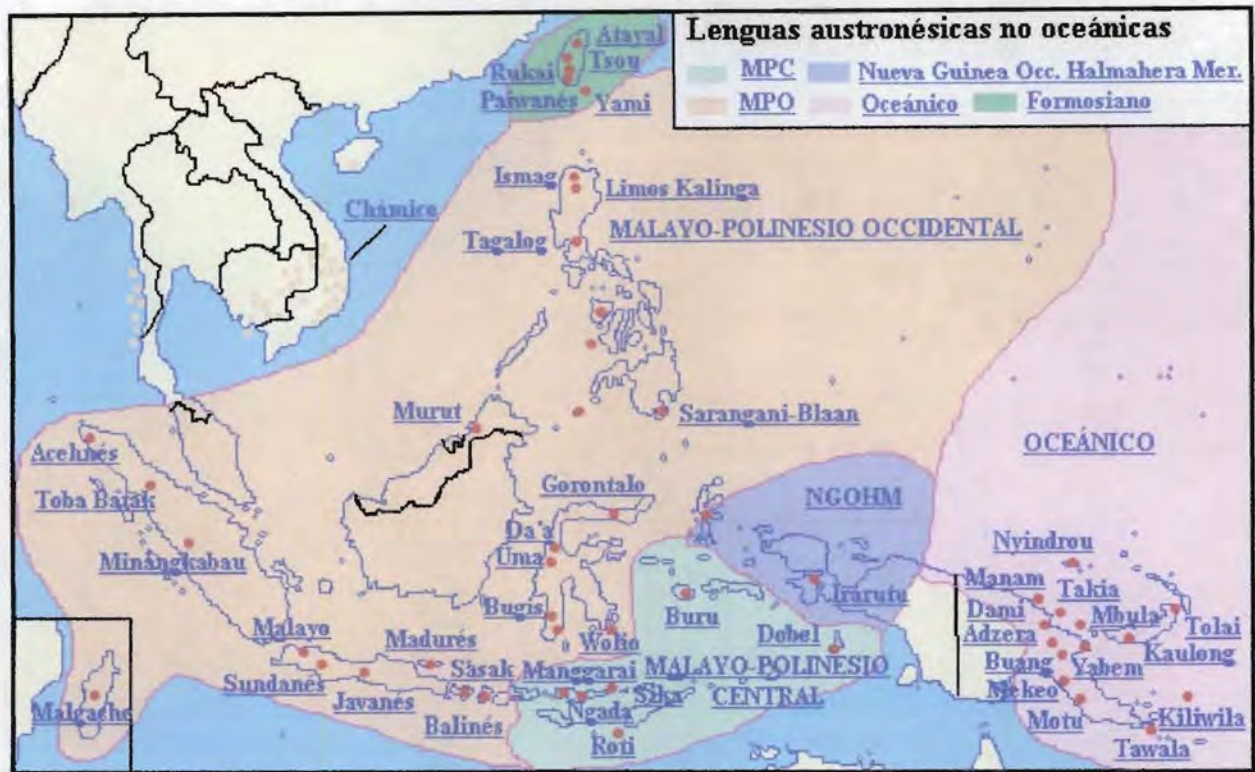 Lenguas austronésicas no oceánicas
MPC Nueva Guinea Occ. Halmahera Mer.
MPO Oceánico Formosiano
Atayal
Tsou
Rukai
Paiwanés
Yami
Ismag
Limos Kalinga
Chámico
Tagalog
MALAYO-POLINESIO OCCIDENTAL
Murut
Sarangani-Blaan
OCEÁNICO
Acehnés
Toba Batak
Gorontalo
NGOHM
Da'a
Uma
Minangkabau
Nyindrou
Manam
Takia
Irarutu
Buru
Dami
Mbula
Tolai
Bugis
Wolio
Dobel
Adzera
Malayo
Madurés
Kaulong
Sasak
Manggarai
MALAYO-POLINESIO
CENTRAL
Buang
Yabem
Sundanés
Javanés
Sika
Mekeo
Malgache
Balinés
Ngada
Motu
Kiliwila
Roti
Tawala